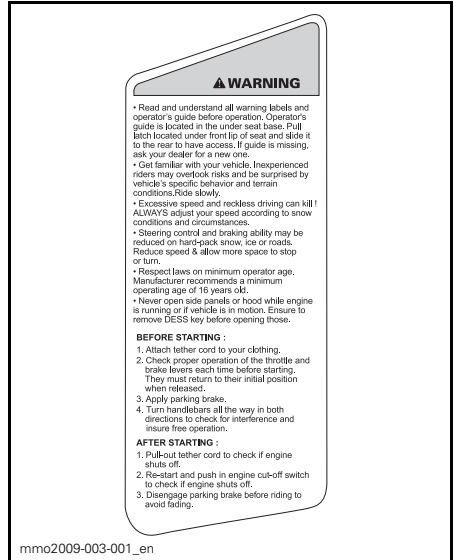 WARNING
• Read and understand all warning labels and
operator's guide before operation. Operator's
guide is located in the under seat base. Pull
latch located under front lip of seat and slide it
to the rear to have access. If guide is missing,
ask your dealer for a new one.
• Get familiar with your vehicle. Inexperienced
riders may overlook risks and be surprised by
vehicle's specific behavior and terrain
conditions.Ride slowly.
• Excessive speed and reckless driving can kill !
ALWAYS adjust your speed according to snow
conditions and circumstances.
• Steering control and braking ability may be
reduced on hard-pack snow, ice or roads.
Reduce speed & allow more space to stop
or turn.
• Respect laws on minimum operator age.
Manufacturer recommends a minimum
operating age of 16 years old.
• Never open side panels or hood while engine
is running or if vehicle is in motion. Ensure to
remove DESS key before opening those.
BEFORE STARTING :
1. Attach tether cord to your clothing.
2. Check proper operation of the throttle and
brake levers each time before starting.
They must return to their initial position
when released.
3. Apply parking brake.
4. Turn handlebars all the way in both
directions to check for interference and
insure free operation.
AFTER STARTING :
1. Pull-out tether cord to check if engine
shuts off.
2. Re-start and push in engine cut-off switch
to check if engine shuts off.
3. Disengage parking brake before riding to
avoid fading.
mmo2009-003-001_en